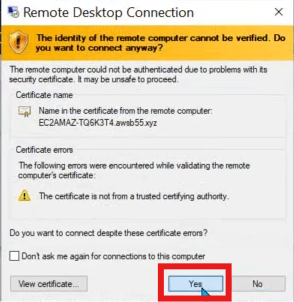 Remote Desktop Connection
The identity of the remote computer cannot be verified. Do
you want to connect anyway?
The remote computer could not be authenticated due to problems with its
security certificate. It may be unsafe to proceed.
Certificate name
Name in the certificate from the remote computer:
EC2AMAZ-TQ6K3T4.awsb55.xyz
Certificate errors
The following errors were encountered while validating the remote
computer's certificate:
The certificate is not from a trusted certifying authority.
Do you want to connect despite these certificate errors?
Don't ask me again for connections to this computer
View certificate...
Yes
No